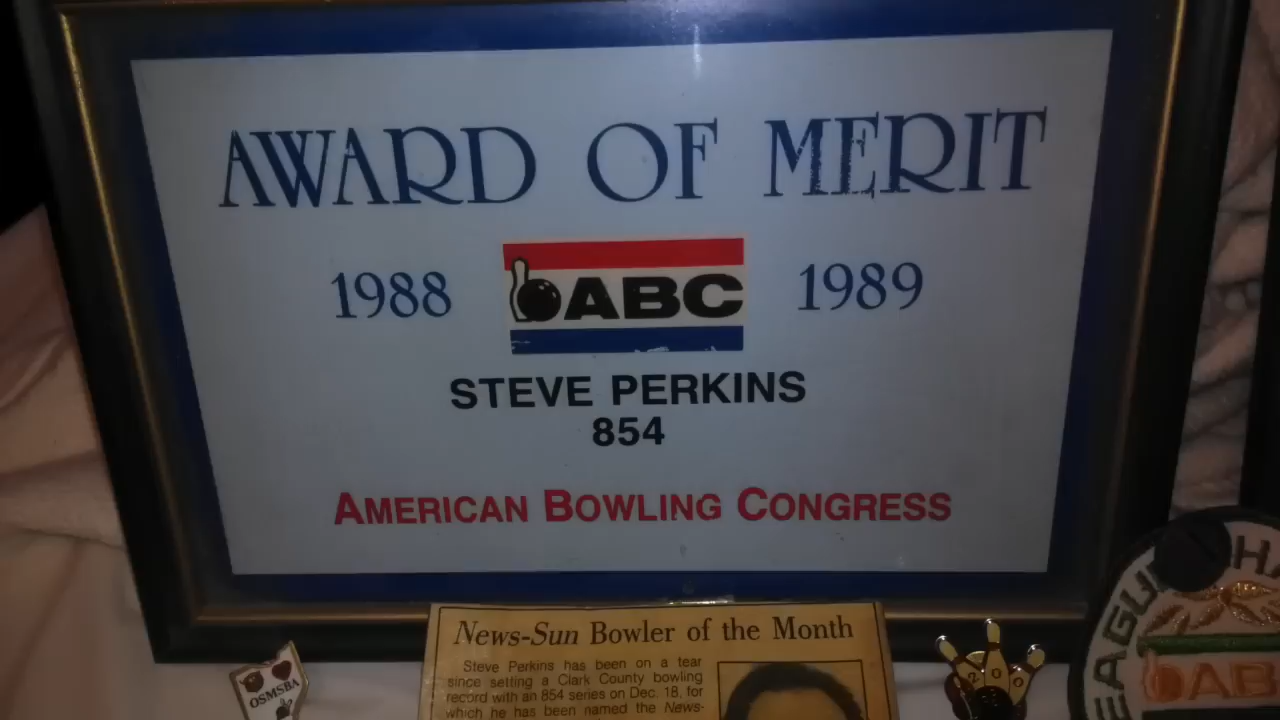 AWARD OF MERIT
1988 ABC 1989
STEVE PERKINS
854
AMERICAN BOWLING CONGRESS
News-Sun Bowler of the Month
Steve Perkins has been on a tear
since setting a Clark County bowling
record with an 854 series on Dec. 18, for
which he has been named the News-
OSMSBA
200
EAGU
ABC